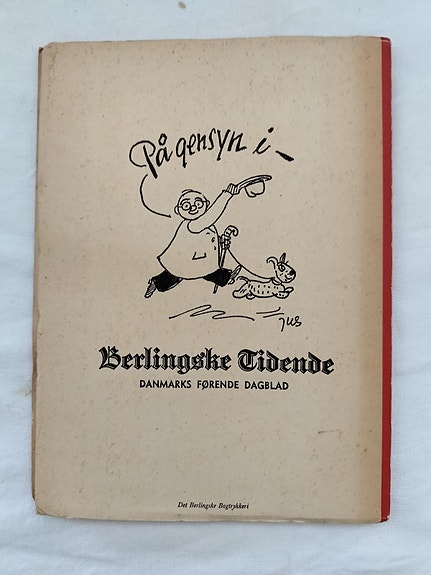 På gensyn i -
jus
Berlingske Tidende
DANMARKS FØRENDE DAGBLAD
Det Berlingske Bogtrykkeri